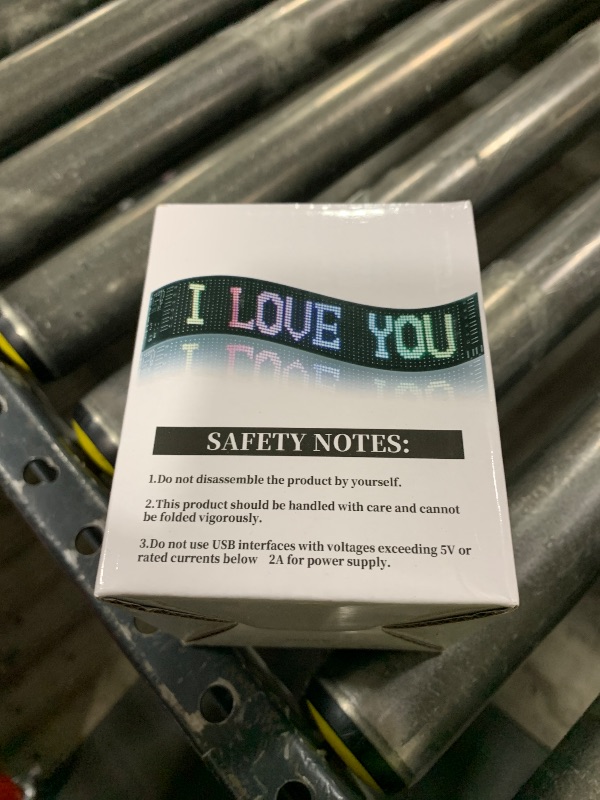 I LOVE YOU
SAFETY NOTES:
1.Do not disassemble the product by yourself.
2.This product should be handled with care and cannot
be folded vigorously.
3.Do not use USB interfaces with voltages exceeding 5V or
rated currents below 2A for power supply.